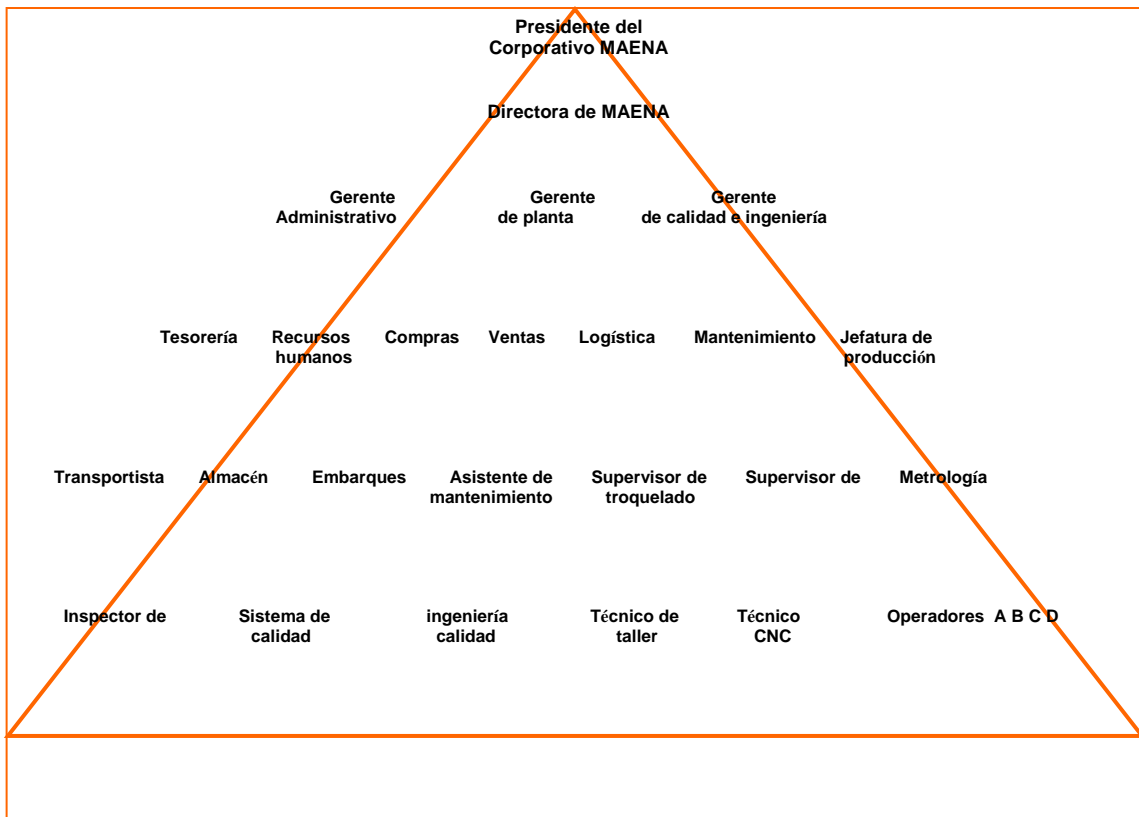 Presidente del
Corporativo MAENA
Directora de MAENA
Gerente Gerente Gerente
Administrativo de planta de calidad e ingeniería
Tesorería Recursos Compras Ventas Logística Mantenimiento Jefatura de
humanos producción
Transportista Almacén Embarques Asistente de Supervisor de Supervisor de Metrología
mantenimiento troquelado
Inspector de Sistema de ingeniería Técnico de Técnico Operadores A B C D
calidad calidad taller CNC